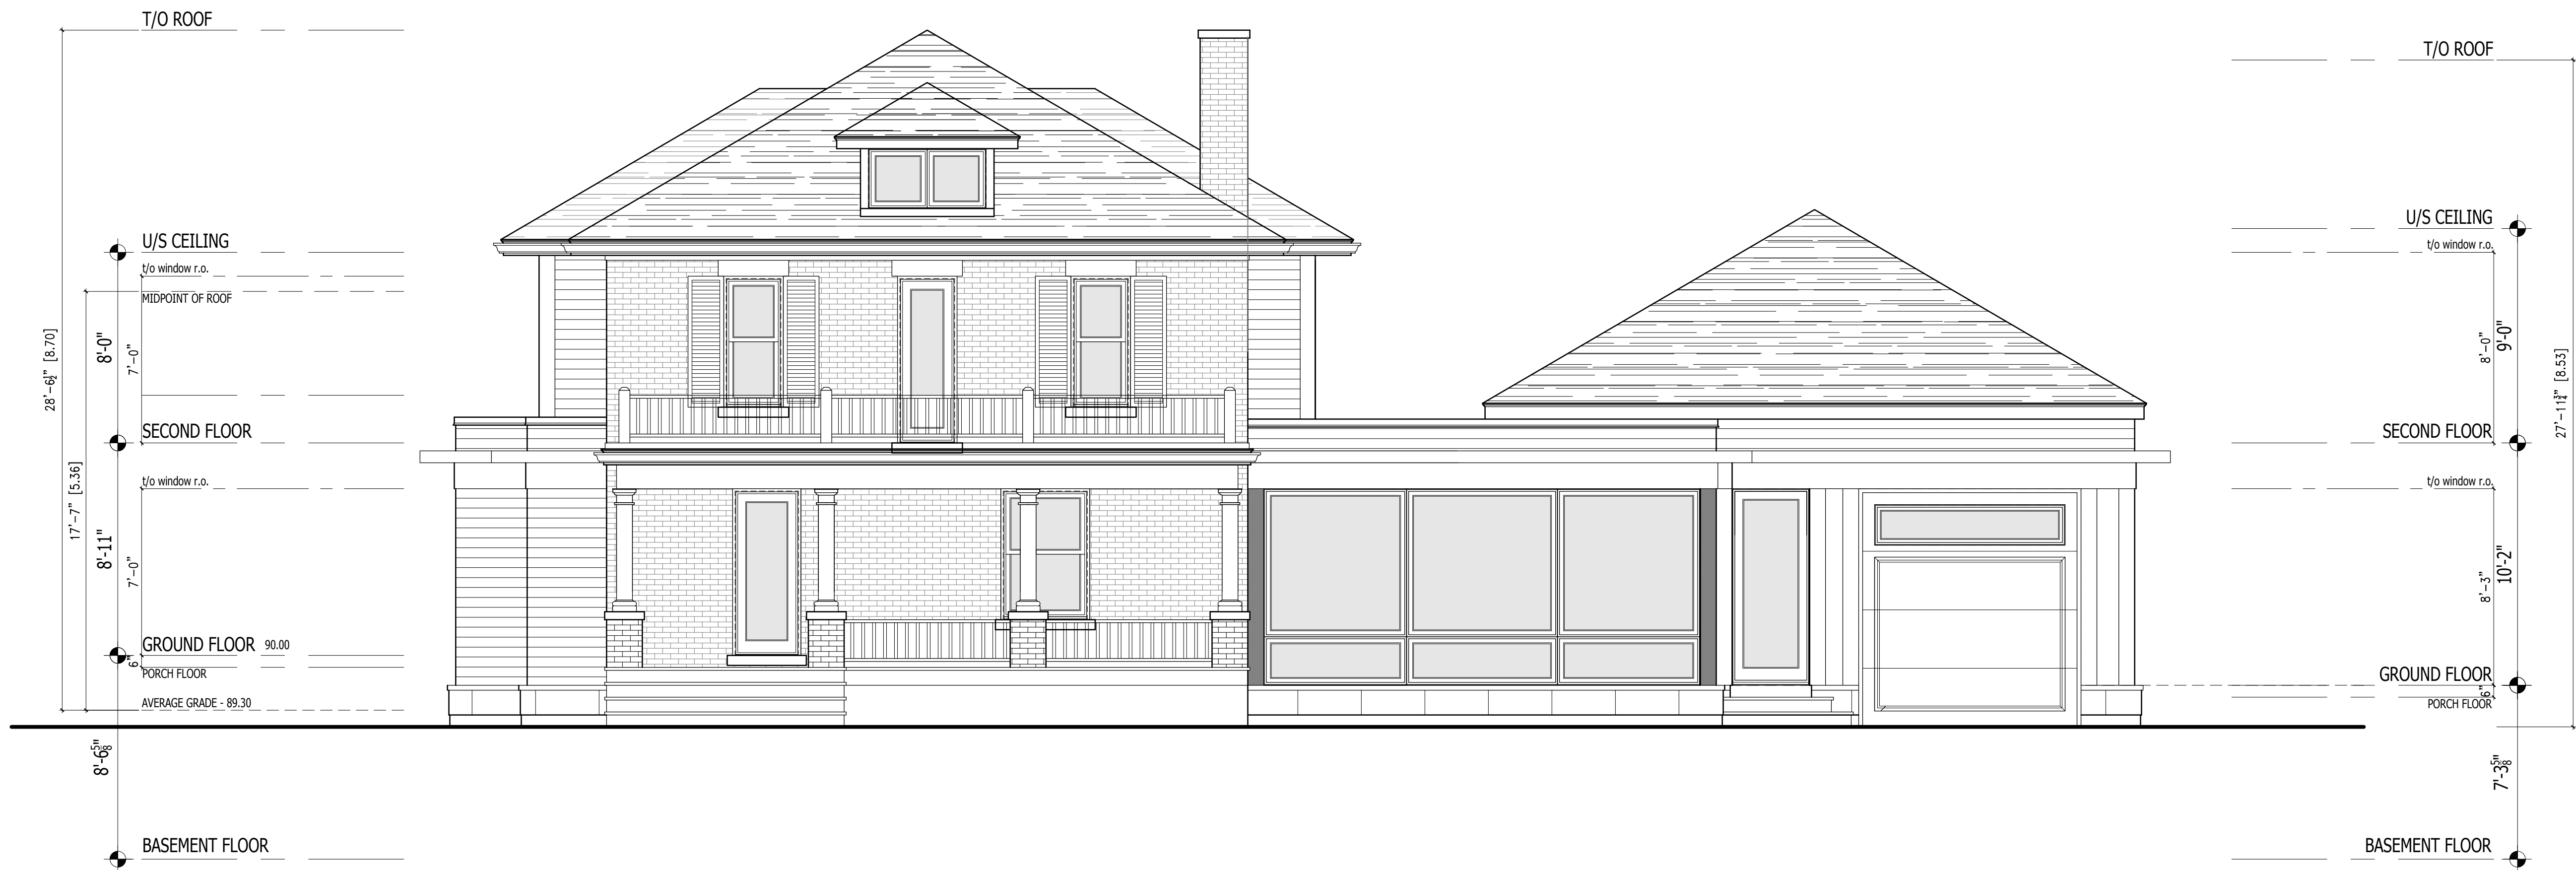 T/O ROOF
T/O ROOF
U/S CEILING
U/S CEILING
t/o window r.o.
t/o window r.o.
MIDPOINT OF ROOF
28'-6½" [8.70]
8'-0"
7'-0"
8'-0"
9'-0"
27'-11¾" [8.53]
SECOND FLOOR
SECOND FLOOR
t/o window r.o.
t/o window r.o.
17'-7" [5.36]
8'-11"
7'-0"
8'-3"
10'-2"
GROUND FLOOR 90.00
6"
PORCH FLOOR
AVERAGE GRADE - 89.30
GROUND FLOOR
6"
PORCH FLOOR
8'-6⅝"
7'-3⅝"
BASEMENT FLOOR
BASEMENT FLOOR